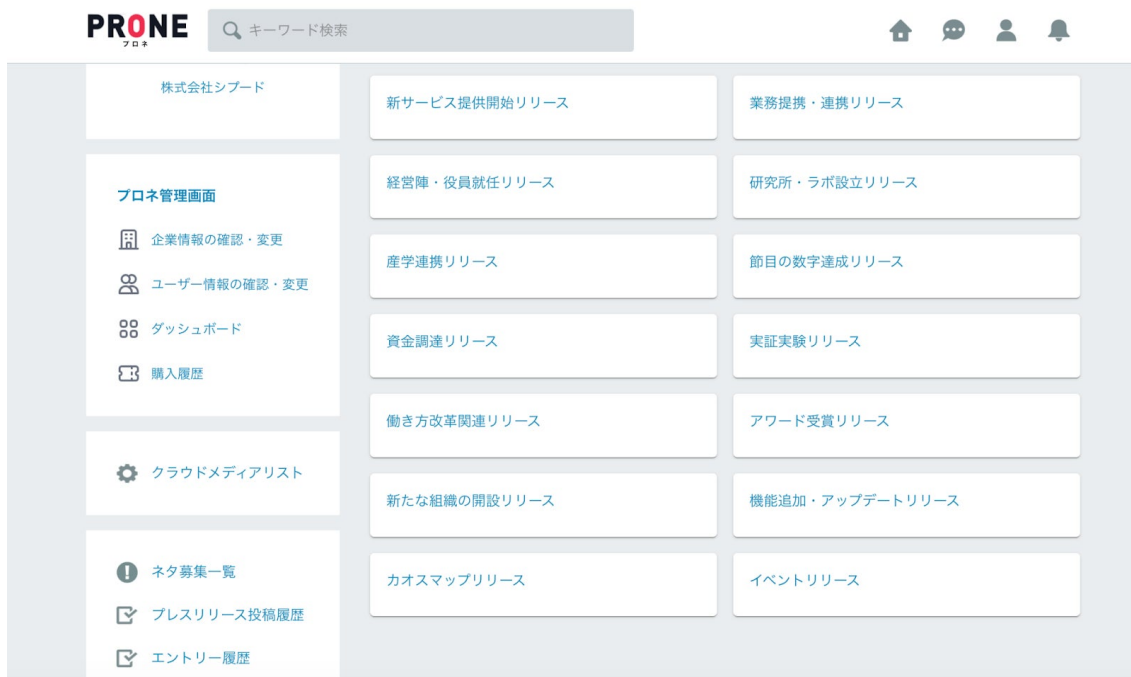 PRONE
プロネ
キーワード検索
株式会社シプード
プロネ管理画面
企業情報の確認・変更
ユーザー情報の確認・変更
ダッシュボード
購入履歴
クラウドメディアリスト
ネタ募集一覧
プレスリリース投稿履歴
エントリー履歴
新サービス提供開始リリース
業務提携・連携リリース
経営陣・役員就任リリース
研究所・ラボ設立リリース
産学連携リリース
節目の数字達成リリース
資金調達リリース
実証実験リリース
働き方改革関連リリース
アワード受賞リリース
新たな組織の開設リリース
機能追加・アップデートリリース
カオスマップリリース
イベントリリース